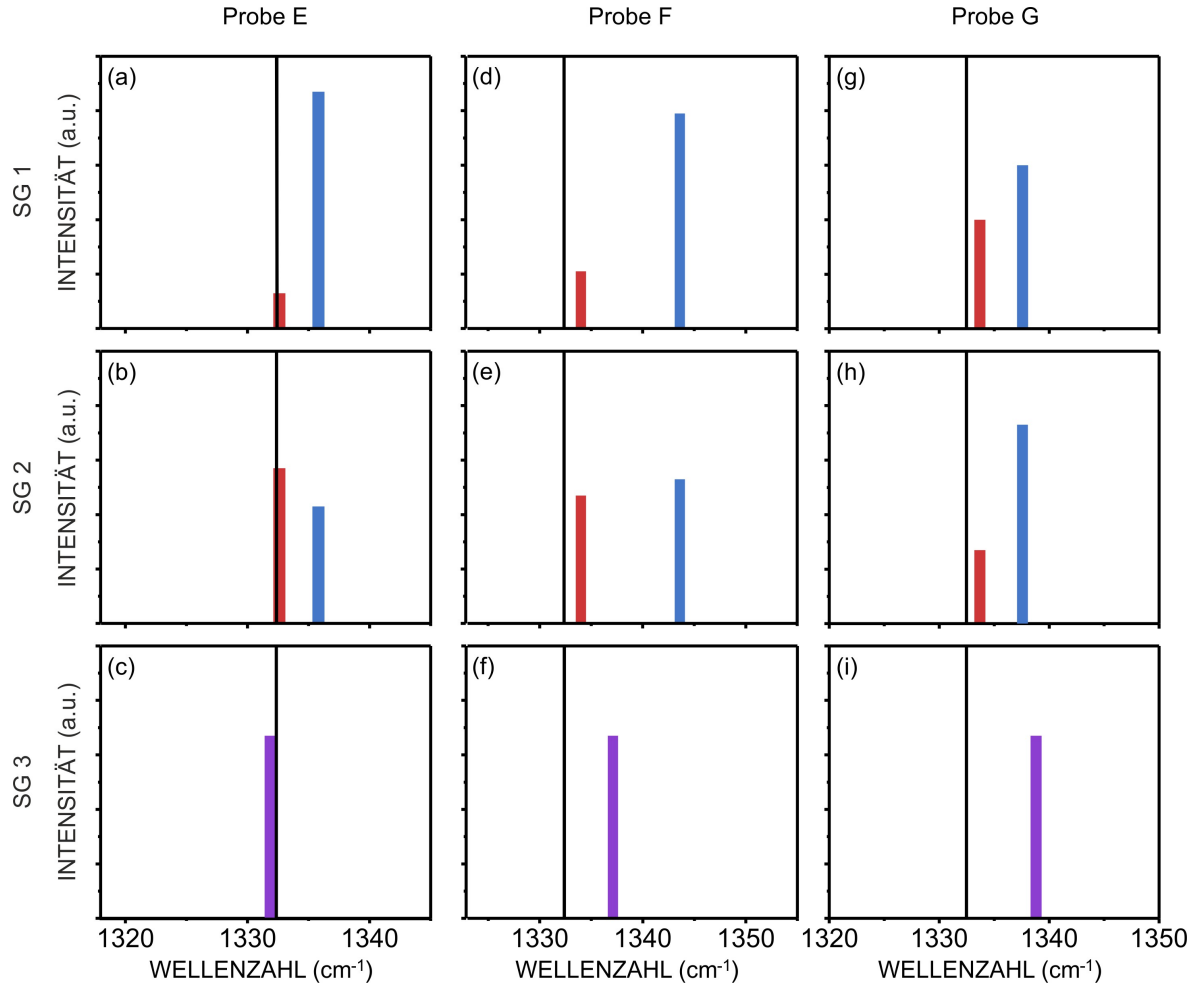 Probe E Probe F Probe G
SG 1
INTENSITÄT (a.u.)
(a) (d) (g)
SG 2
INTENSITÄT (a.u.)
(b) (e) (h)
SG 3
INTENSITÄT (a.u.)
(c) (f) (i)
1320 1330 1340 1330 1340 1350 1320 1330 1340 1350
WELLENZAHL (cm⁻¹) WELLENZAHL (cm⁻¹) WELLENZAHL (cm⁻¹)